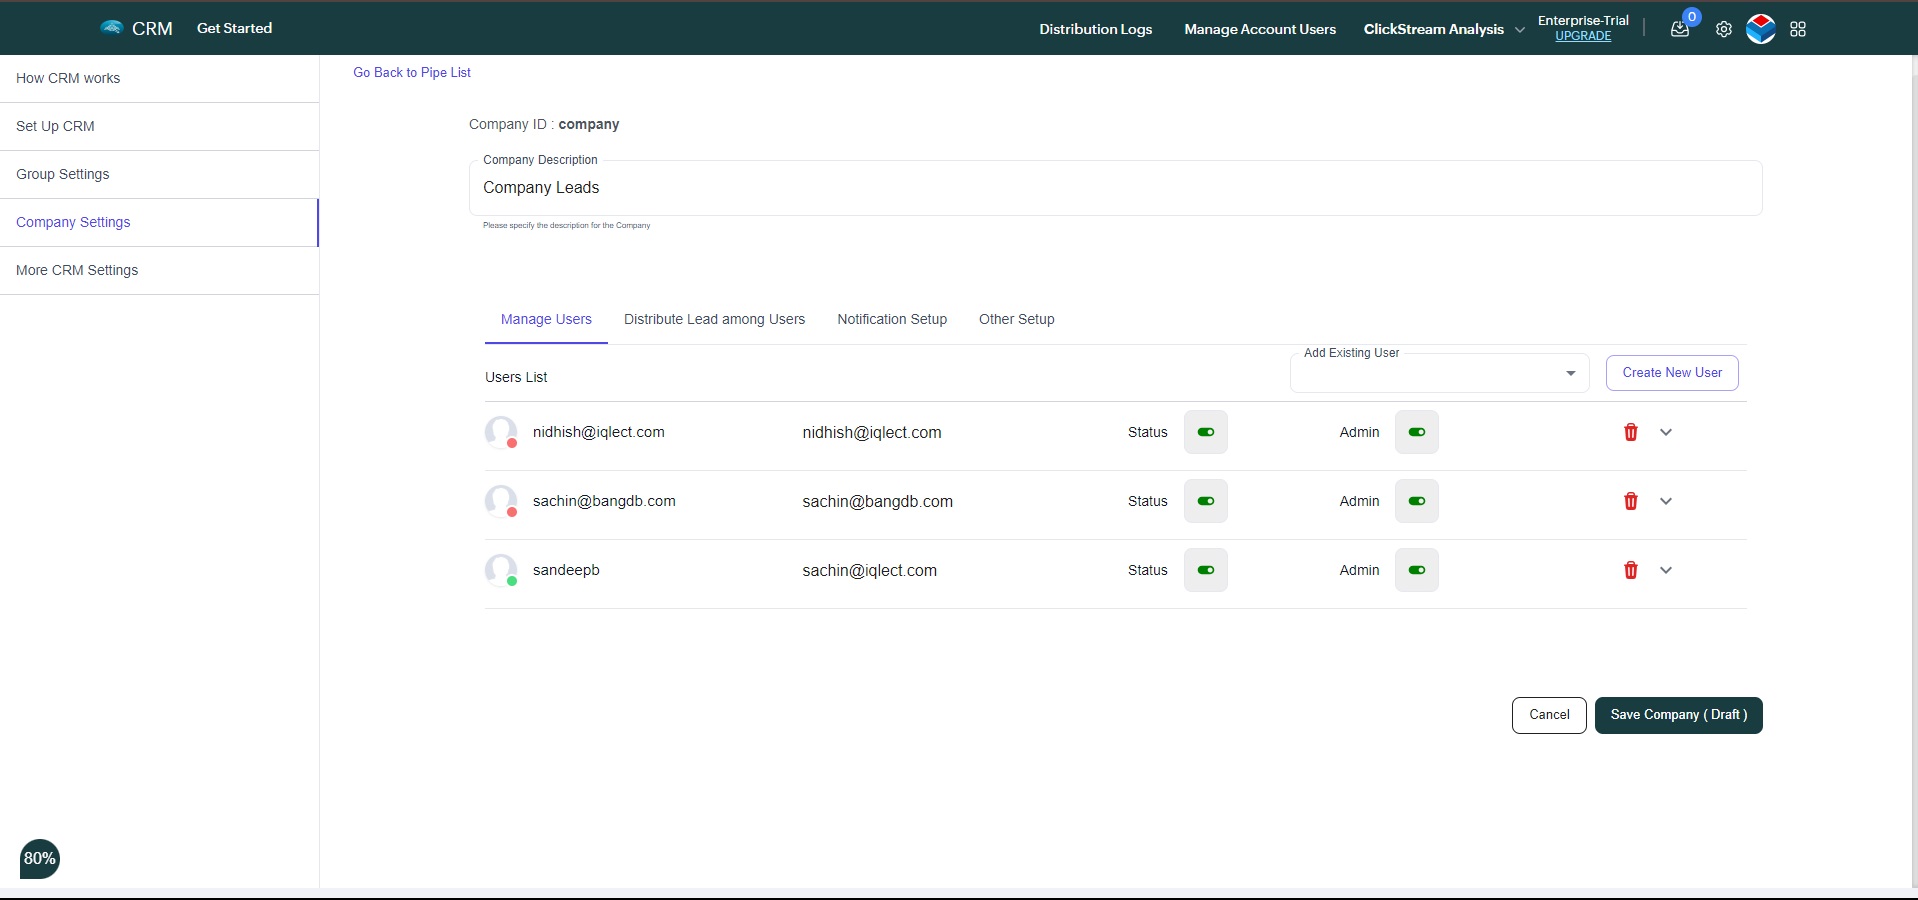 CRM
Get Started
Distribution Logs
Manage Account Users
ClickStream Analysis
Enterprise-Trial
UPGRADE
0
How CRM works
Set Up CRM
Group Settings
Company Settings
More CRM Settings
Go Back to Pipe List
Company ID : company
Company Description
Company Leads
Please specify the description for the Company
Manage Users
Distribute Lead among Users
Notification Setup
Other Setup
Users List
Add Existing User
Create New User
nidhish@iqlect.com nidhish@iqlect.com Status Admin
sachin@bangdb.com sachin@bangdb.com Status Admin
sandeepb sachin@iqlect.com Status Admin
Cancel
Save Company ( Draft )
80%